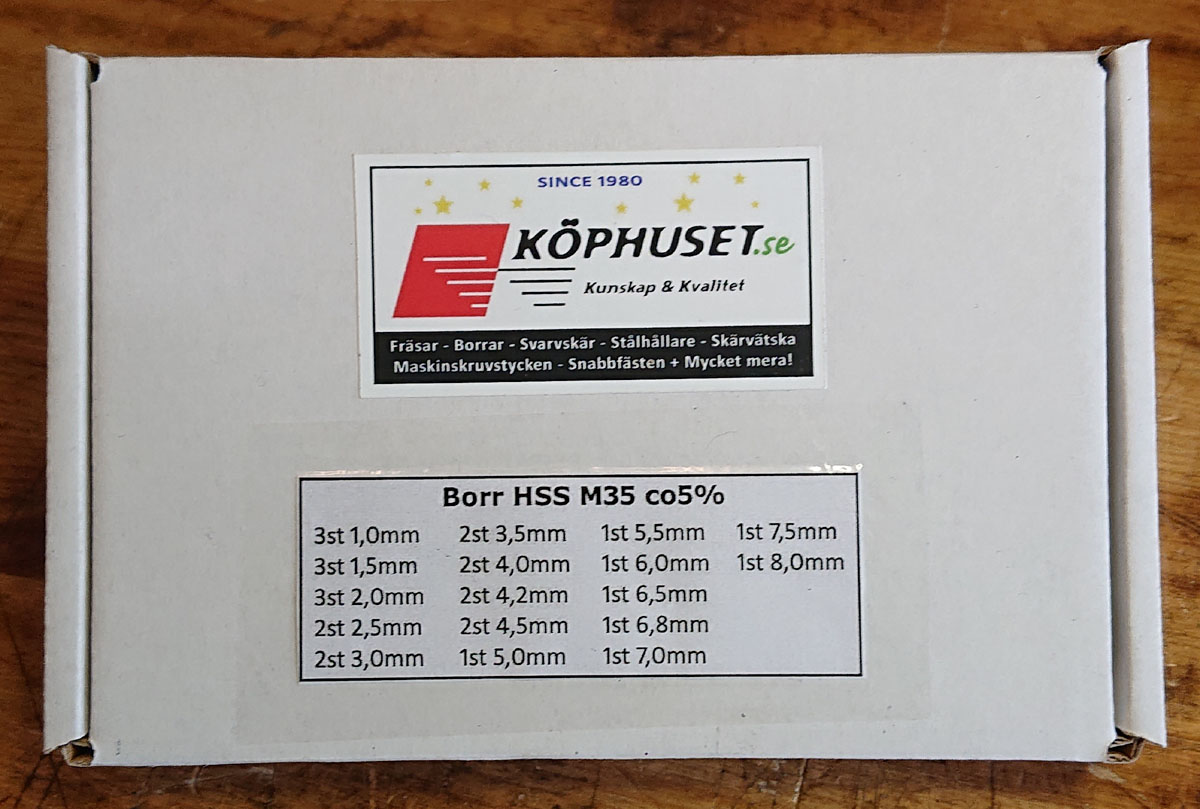 SINCE 1980
KÖPHUSET.se
Kunskap & Kvalitet
Fräsar - Borrar - Svarvskär - Stålhållare - Skärvätska
Maskinskruvstycken - Snabbfästen + Mycket mera!
Borr HSS M35 co5%
3st 1,0mm 2st 3,5mm 1st 5,5mm 1st 7,5mm
3st 1,5mm 2st 4,0mm 1st 6,0mm 1st 8,0mm
3st 2,0mm 2st 4,2mm 1st 6,5mm
2st 2,5mm 2st 4,5mm 1st 6,8mm
2st 3,0mm 1st 5,0mm 1st 7,0mm